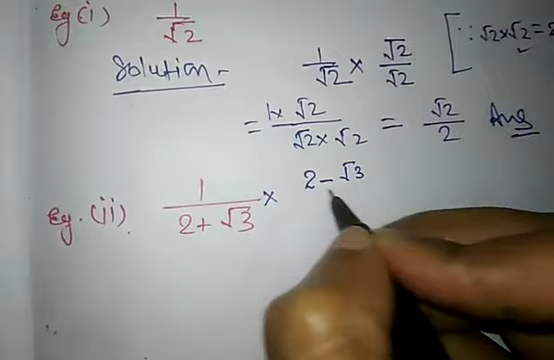 Eg (i) 1/√2
Solution - 1/√2 × √2/√2 [∵ √2×√2=2
= 1×√2/√2×√2 = √2/2 Ans
Eg. (ii). 1/2+√3 × 2-√3